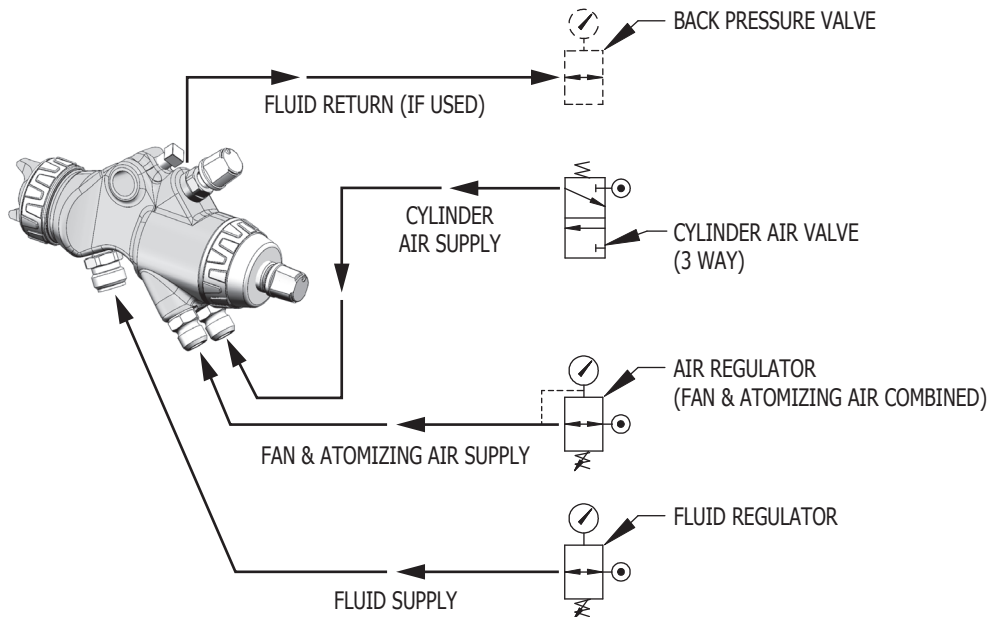 BACK PRESSURE VALVE
FLUID RETURN (IF USED)
CYLINDER
AIR SUPPLY
CYLINDER AIR VALVE
(3 WAY)
AIR REGULATOR
(FAN & ATOMIZING AIR COMBINED)
FAN & ATOMIZING AIR SUPPLY
FLUID REGULATOR
FLUID SUPPLY